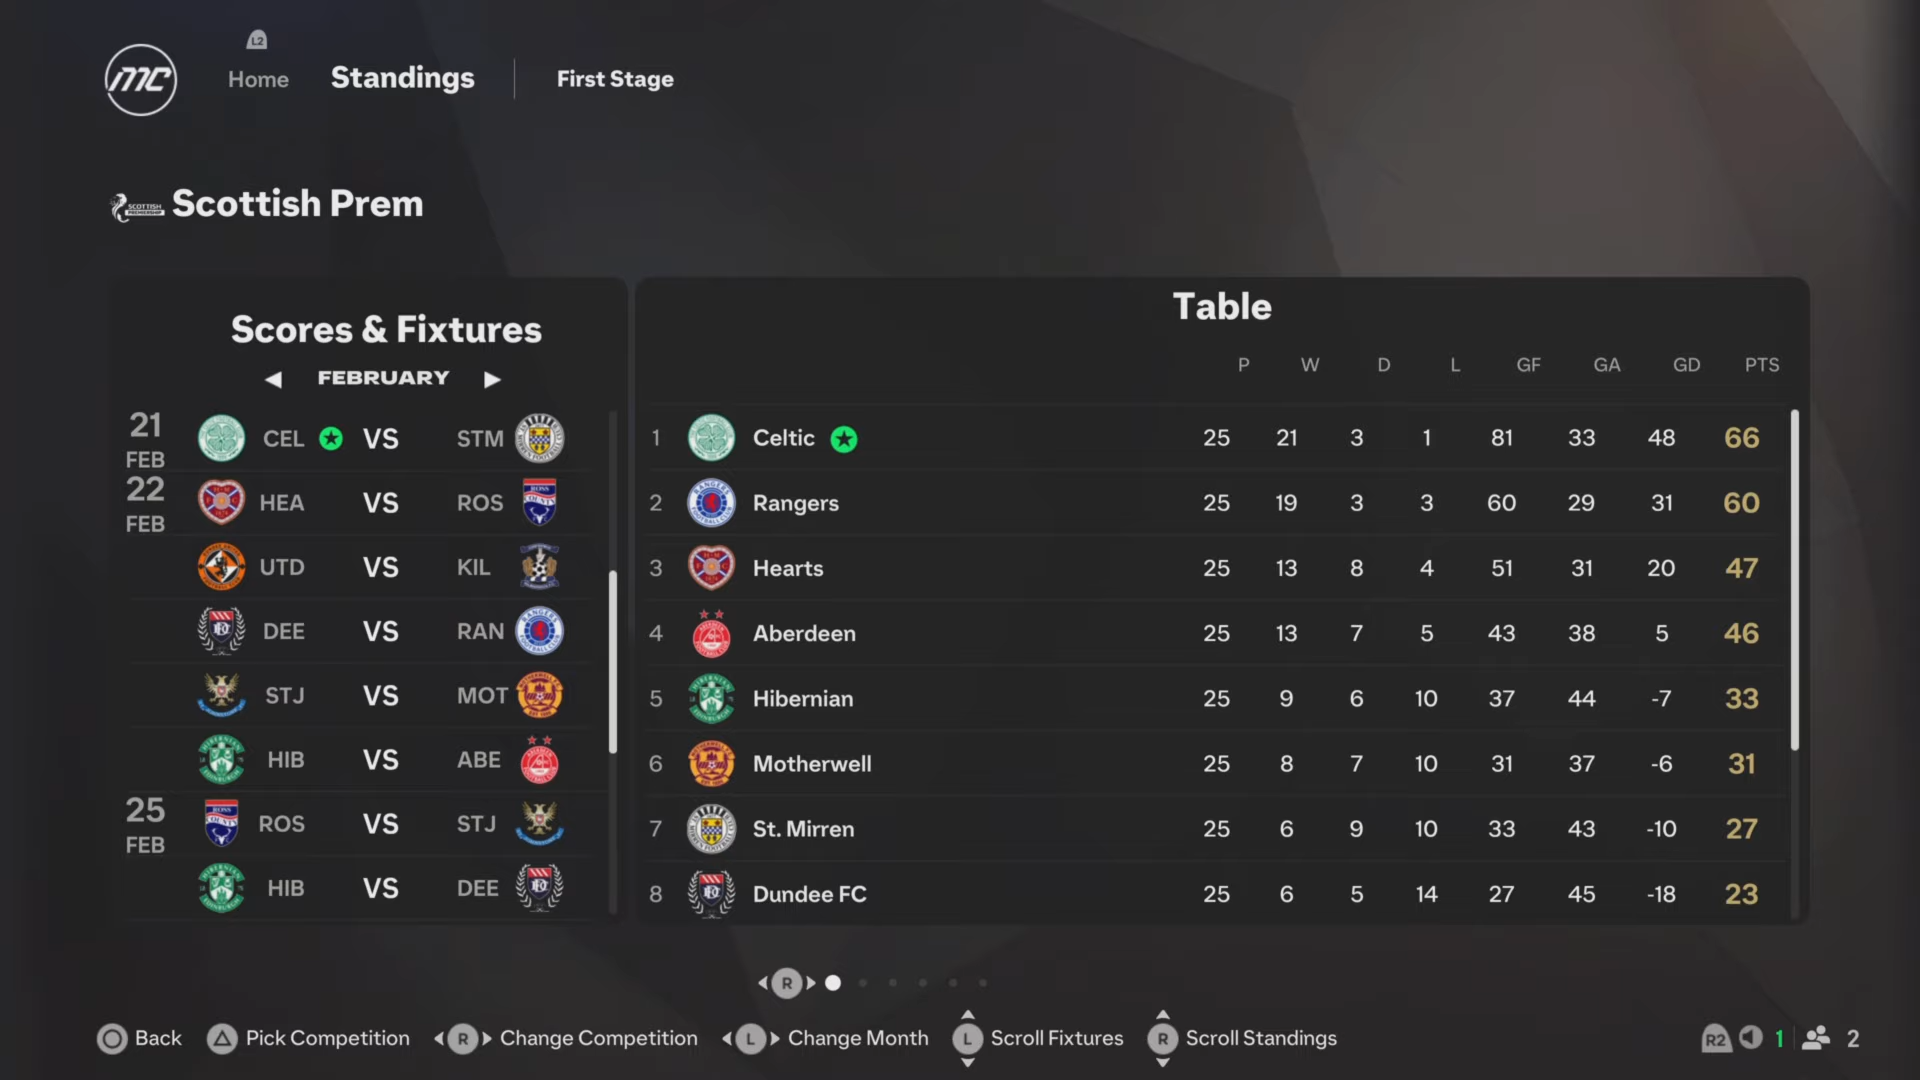 L2
MC Home Standings First Stage
SCOTTISH PREMIERSHIP Scottish Prem
Scores & Fixtures
FEBRUARY
21 FEB CEL VS STM
22 FEB HEA VS ROS
UTD VS KIL
DEE VS RAN
STJ VS MOT
HIB VS ABE
25 FEB ROS VS STJ
HIB VS DEE
Table
P W D L GF GA GD PTS
1 Celtic 25 21 3 1 81 33 48 66
2 Rangers 25 19 3 3 60 29 31 60
3 Hearts 25 13 8 4 51 31 20 47
4 Aberdeen 25 13 7 5 43 38 5 46
5 Hibernian 25 9 6 10 37 44 -7 33
6 Motherwell 25 8 7 10 31 37 -6 31
7 St. Mirren 25 6 9 10 33 43 -10 27
8 Dundee FC 25 6 5 14 27 45 -18 23
R
Back Pick Competition R Change Competition L Change Month L Scroll Fixtures R Scroll Standings R2 1 2